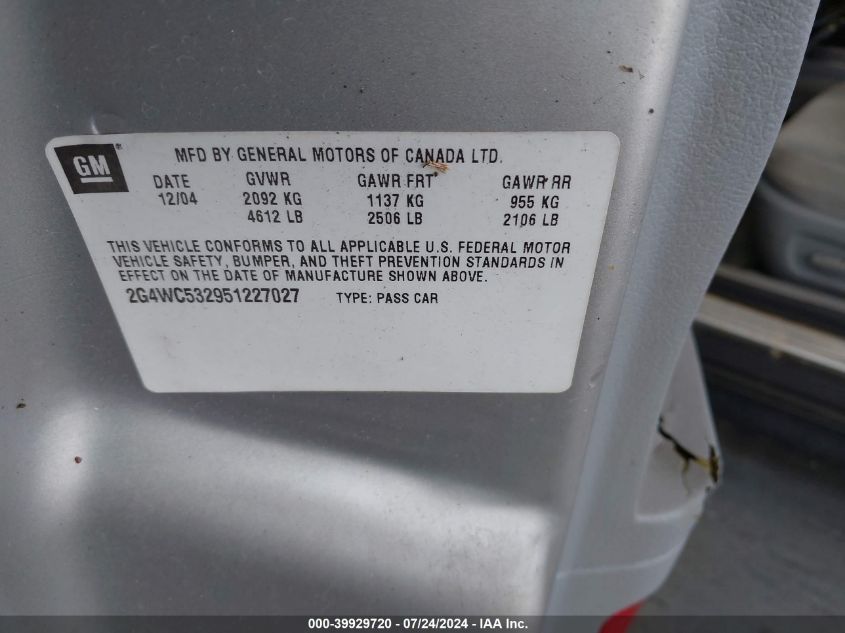 GM
MFD BY GENERAL MOTORS OF CANADA LTD.
DATE GVWR GAWR FRT GAWR RR
12/04 2092 KG 1137 KG 955 KG
4612 LB 2506 LB 2106 LB
THIS VEHICLE CONFORMS TO ALL APPLICABLE U.S. FEDERAL MOTOR
VEHICLE SAFETY, BUMPER, AND THEFT PREVENTION STANDARDS IN
EFFECT ON THE DATE OF MANUFACTURE SHOWN ABOVE.
2G4WC532951227027 TYPE: PASS CAR
000-39929720 - 07/24/2024 - IAA Inc.